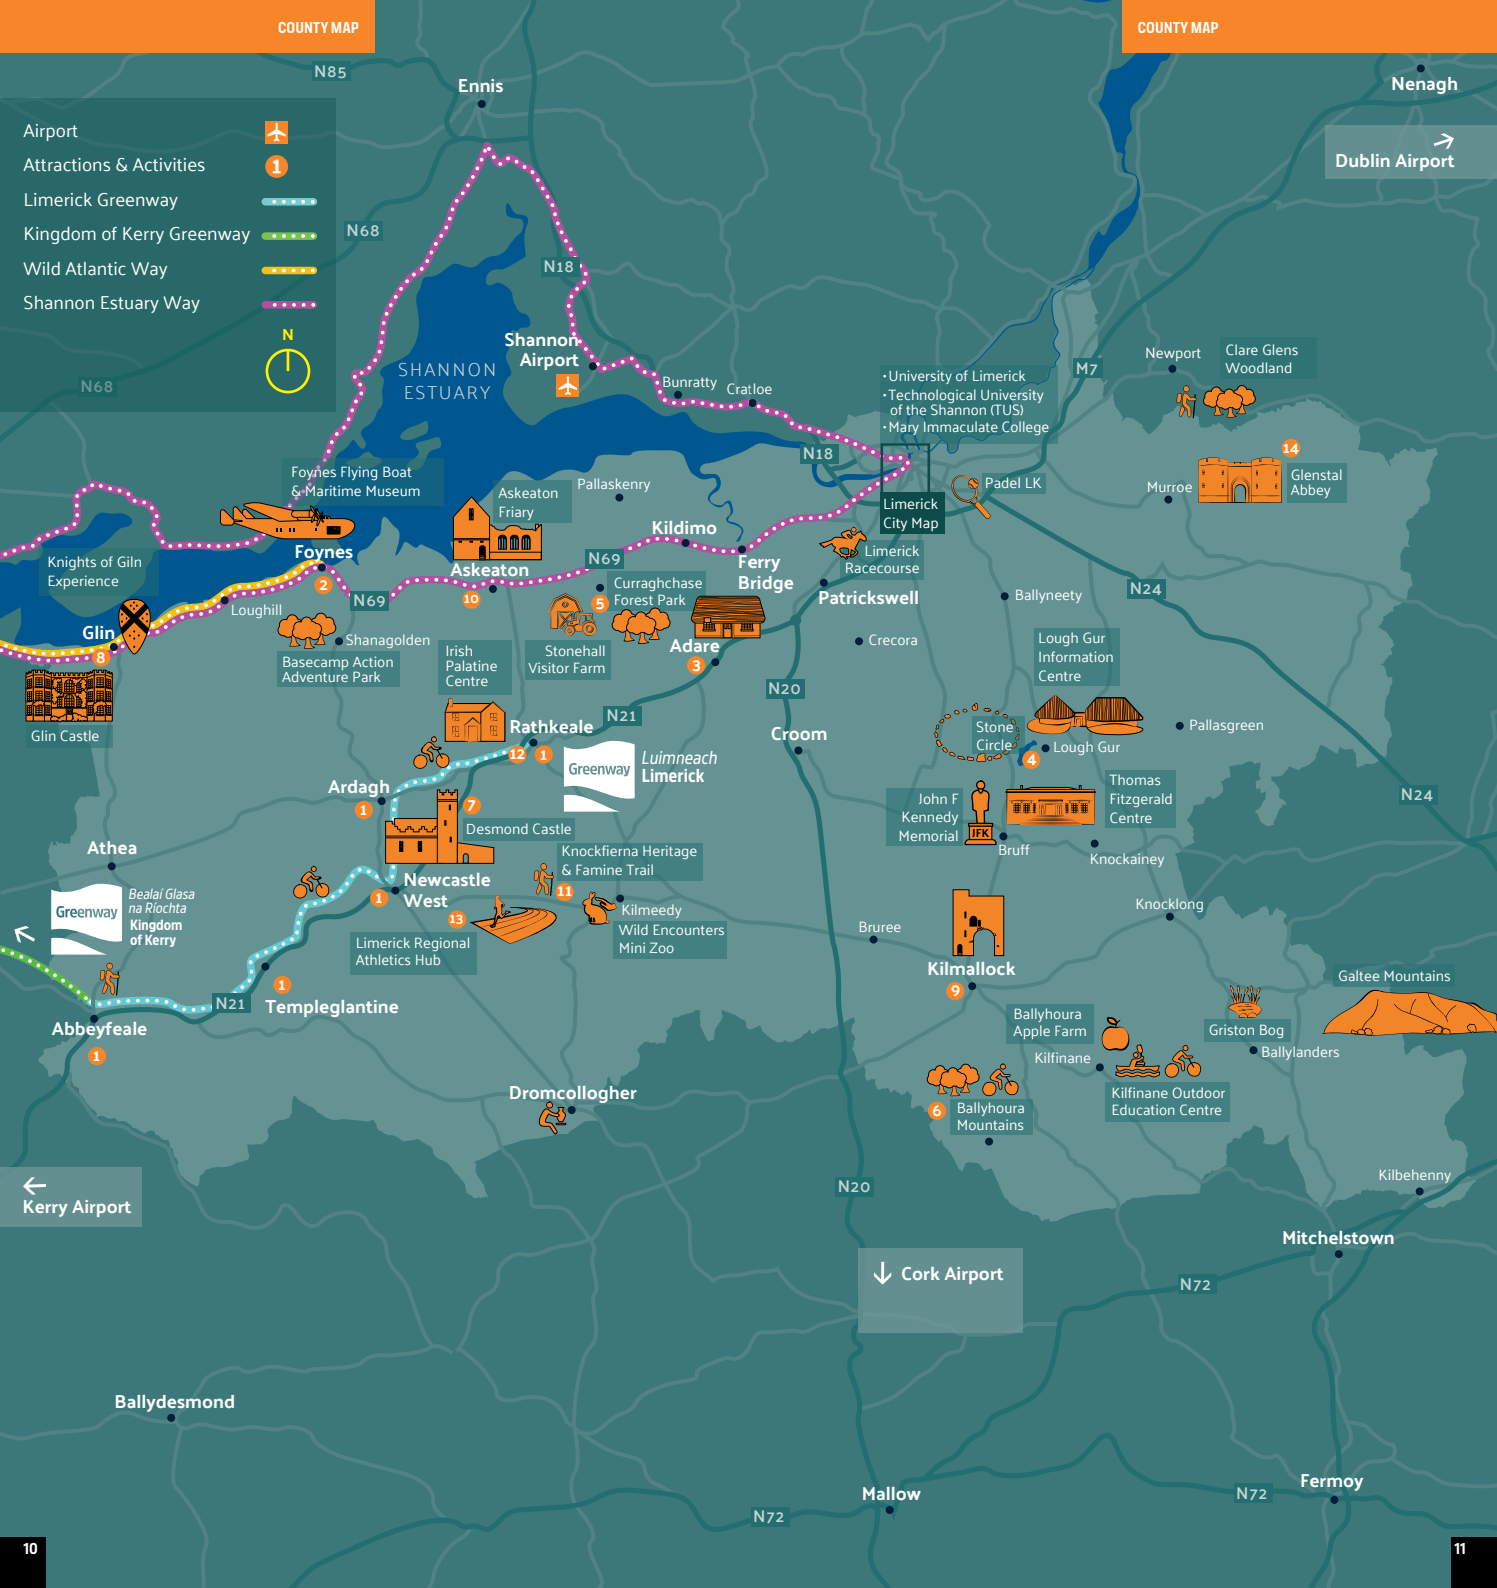 COUNTY MAP
COUNTY MAP
N85
Ennis
Nenagh
Dublin Airport
Airport
Attractions & Activities
1
Limerick Greenway
Kingdom of Kerry Greenway
Wild Atlantic Way
Shannon Estuary Way
N
N68
N68
N18
Shannon
Airport
SHANNON
ESTUARY
Bunratty
Cratloe
•University of Limerick
•Technological University
of the Shannon (TUS)
•Mary Immaculate College
M7
Newport
Clare Glens
Woodland
N18
14
Glenstal
Abbey
Murroe
Padel LK
Limerick
City Map
Foynes Flying Boat
& Maritime Museum
Askeaton
Friary
Pallaskenry
Kildimo
Limerick
Racecourse
Ferry
Bridge
Patrickswell
Knights of Giln
Experience
Foynes
2
Askeaton
10
N69
N69
Curraghchase
Forest Park
5
Loughill
Glin
8
Glin Castle
Shanagolden
Basecamp Action
Adventure Park
Irish
Palatine
Centre
Stonehall
Visitor Farm
Adare
3
Crecora
Ballyneety
N24
Lough Gur
Information
Centre
N20
N21
Croom
Stone
Circle
4
Lough Gur
Pallasgreen
Rathkeale
12
1
Greenway
Luimneach
Limerick
Ardagh
1
7
Desmond Castle
John F
Kennedy
Memorial
JFK
Bruff
Thomas
Fitzgerald
Centre
Knockainey
N24
Athea
Knockfierna Heritage
& Famine Trail
11
Newcastle
West
1
13
Kilmeedy
Wild Encounters
Mini Zoo
Limerick Regional
Athletics Hub
Greenway
Bealaí Glasa
na Ríochta
Kingdom
of Kerry
Bruree
Knocklong
Kilmallock
9
Galtee Mountains
1
Templeglantine
N21
Abbeyfeale
1
Ballyhoura
Apple Farm
Griston Bog
Kilfinane
Ballylanders
Dromcollogher
6
Ballyhoura
Mountains
Kilfinane Outdoor
Education Centre
Kerry Airport
N20
Kilbehenny
Mitchelstown
Cork Airport
N72
Ballydesmond
Mallow
Fermoy
N72
N72
10
11